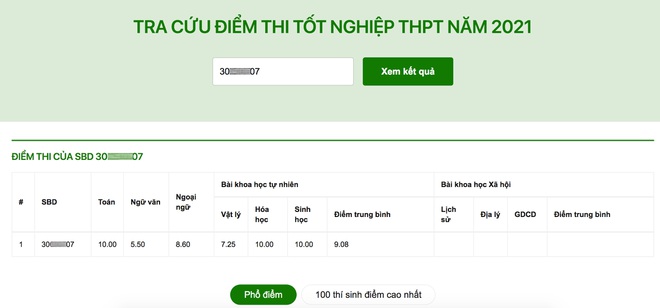 TRA CỨU ĐIỂM THI TỐT NGHIỆP THPT NĂM 2021
30 07 Xem kết quả
ĐIỂM THI CỦA SBD 30 07
# SBD Toán Ngữ văn Ngoại ngữ Bài khoa học tự nhiên Bài khoa học Xã hội
Vật lý Hóa học Sinh học Điểm trung bình Lịch sử Địa lý GDCD Điểm trung bình
1 30 07 10.00 5.50 8.60 7.25 10.00 10.00 9.08
Phổ điểm 100 thí sinh điểm cao nhất